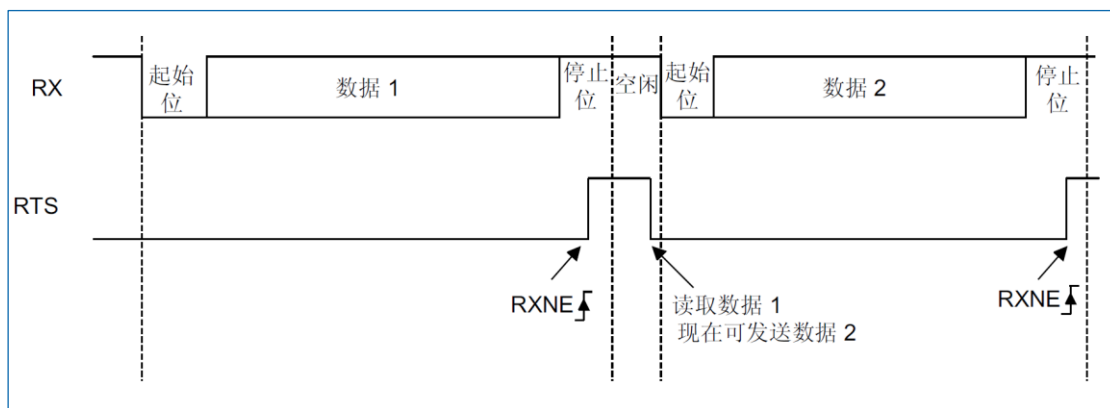 RX
起始位
数据 1
停止位
空闲
起始位
数据 2
停止位
RTS
RXNE
读取数据 1
现在可发送数据 2
RXNE